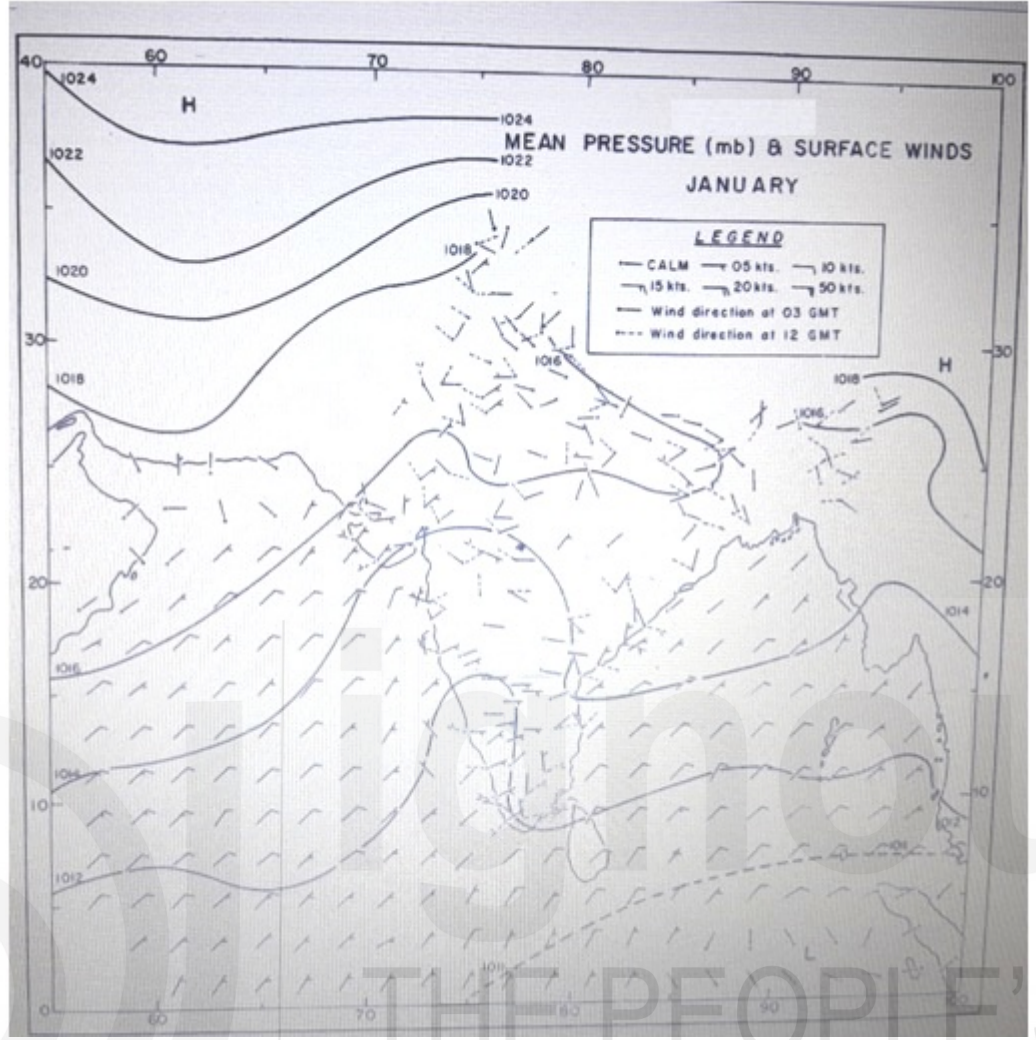 40 60 70 80 90 100
1024
H
1024
MEAN PRESSURE (mb) & SURFACE WINDS
1022
1022
JANUARY
1020
LEGEND
1018
CALM 05 kts. 10 kts.
1020
15 kts. 20 kts. 50 kts.
Wind direction at 03 GMT
Wind direction at 12 GMT
30
30
1016
H
1018
1018
1016
20
20
1014
1016
L
1014
10
10
1012
1011
1012
L
1011
0 60 70 80 90
ignou
THE PEOPLE'